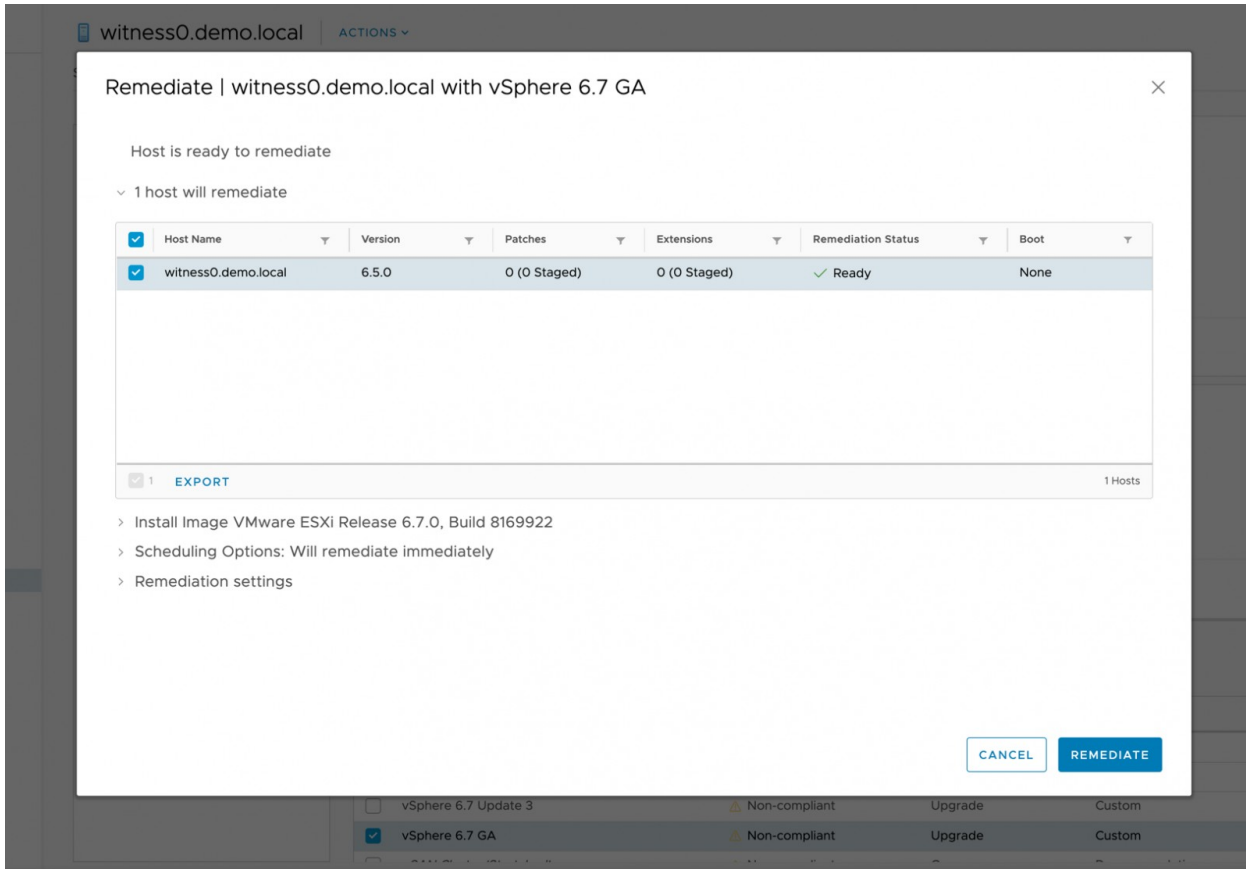 witness0.demo.local ACTIONS
Remediate | witness0.demo.local with vSphere 6.7 GA
Host is ready to remediate
1 host will remediate
Host Name Version Patches Extensions Remediation Status Boot
witness0.demo.local 6.5.0 0 (0 Staged) 0 (0 Staged) Ready None
1 EXPORT 1 Hosts
Install Image VMware ESXi Release 6.7.0, Build 8169922
Scheduling Options: Will remediate immediately
Remediation settings
CANCEL REMEDIATE
vSphere 6.7 Update 3 Non-compliant Upgrade Custom
vSphere 6.7 GA Non-compliant Upgrade Custom